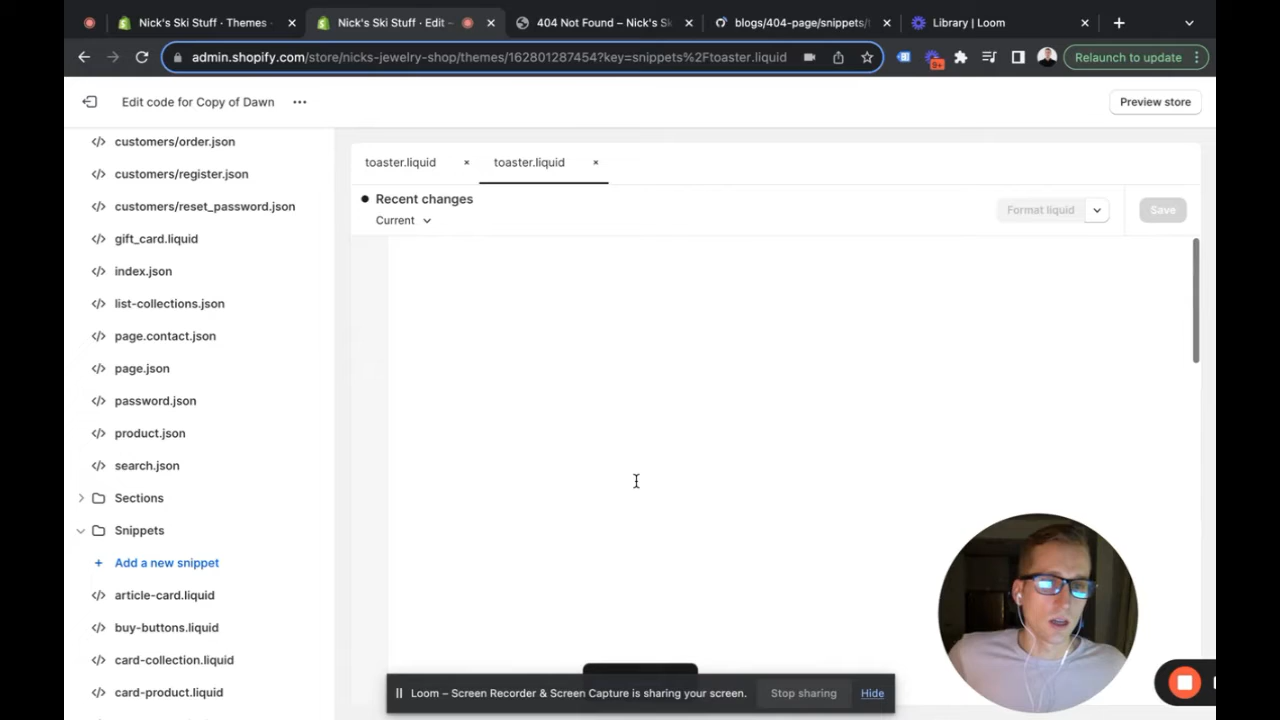 Nick's Ski Stuff · Themes ·
Nick's Ski Stuff · Edit ~
404 Not Found – Nick's Sk
blogs/404-page/snippets/t
Library | Loom
admin.shopify.com/store/nicks-jewelry-shop/themes/162801287454?key=snippets%2Ftoaster.liquid
9+
Relaunch to update
Edit code for Copy of Dawn
Preview store
customers/order.json
customers/register.json
customers/reset_password.json
gift_card.liquid
index.json
list-collections.json
page.contact.json
page.json
password.json
product.json
search.json
Sections
Snippets
Add a new snippet
article-card.liquid
buy-buttons.liquid
card-collection.liquid
card-product.liquid
toaster.liquid
toaster.liquid
Recent changes
Current
Format liquid
Save
Loom – Screen Recorder & Screen Capture is sharing your screen.
Stop sharing
Hide